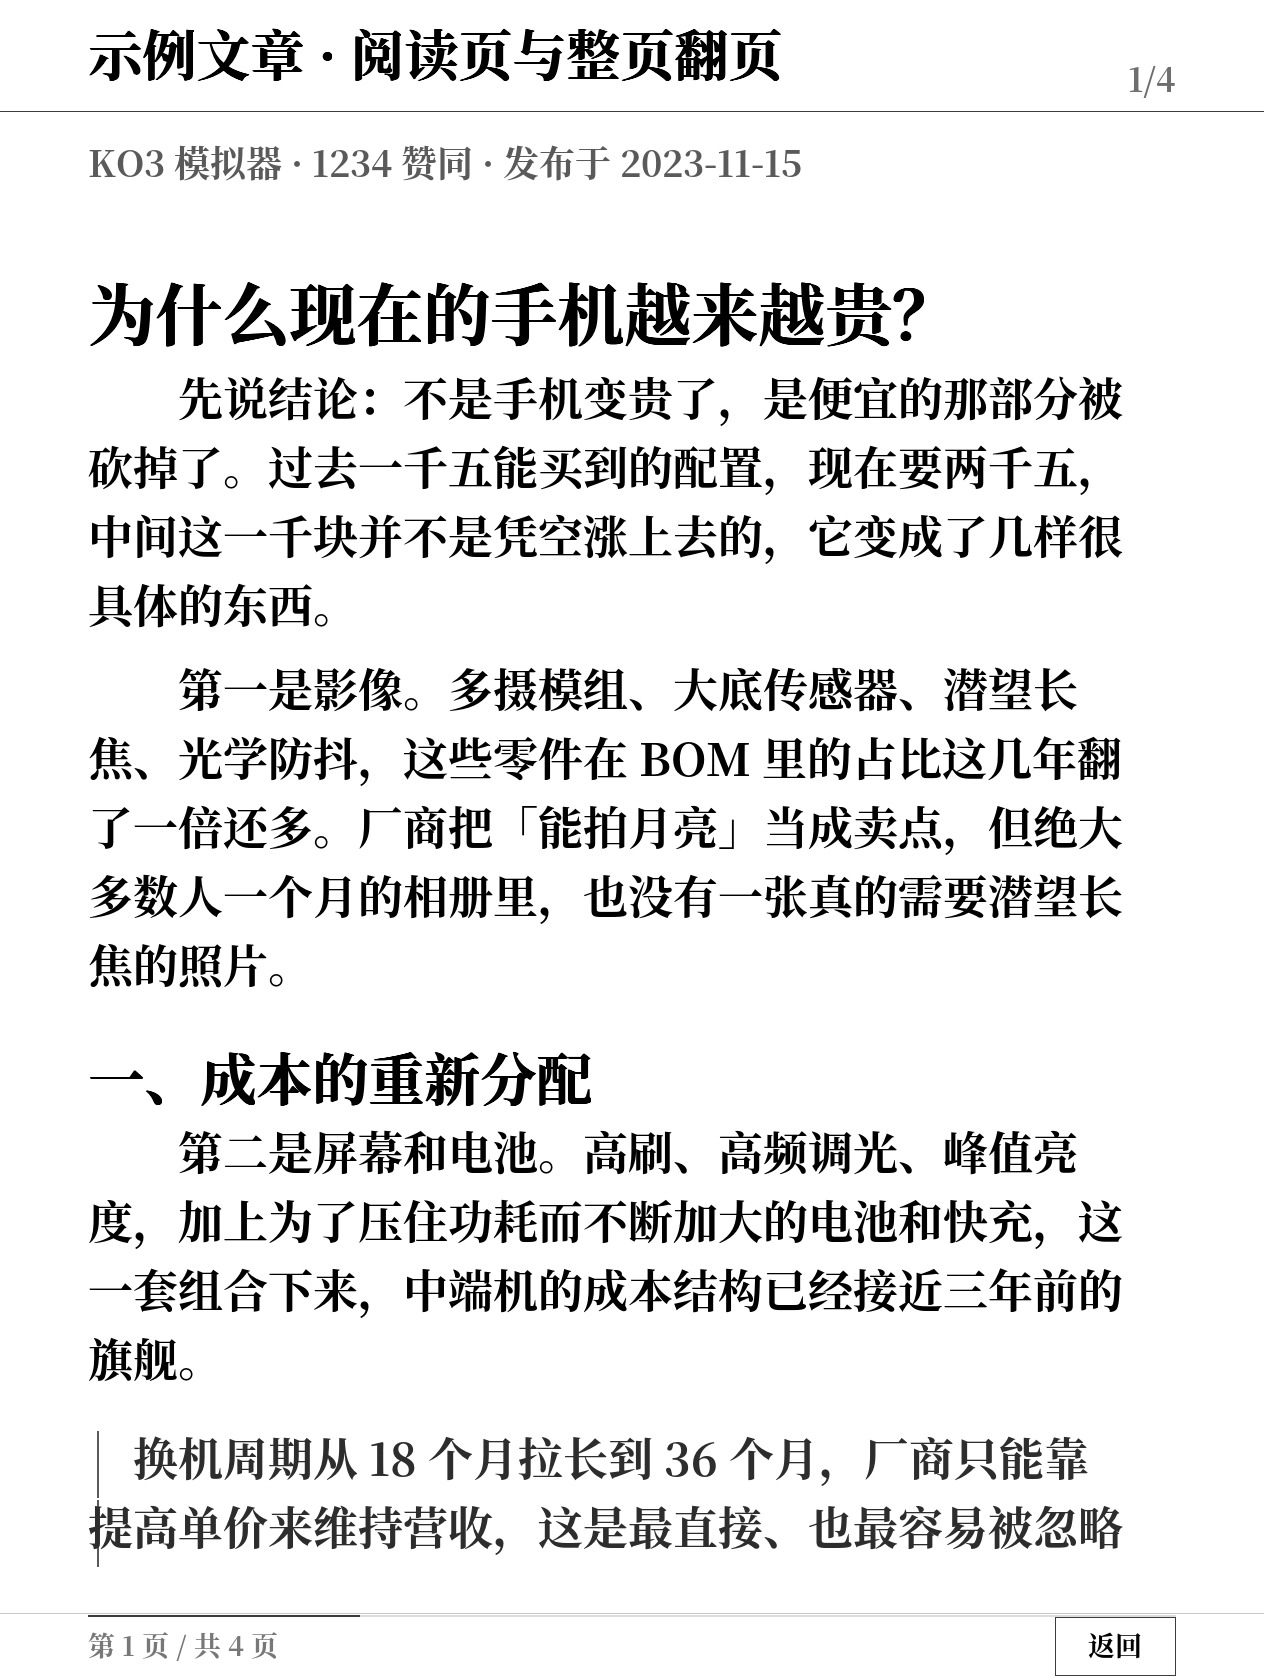 示例文章 · 阅读页与整页翻页
1/4
KO3 模拟器 · 1234 赞同 · 发布于 2023-11-15
为什么现在的手机越来越贵？
先说结论：不是手机变贵了，是便宜的那部分被
砍掉了。过去一千五能买到的配置，现在要两千五，
中间这一千块并不是凭空涨上去的，它变成了几样很
具体的东西。
第一是影像。多摄模组、大底传感器、潜望长
焦、光学防抖，这些零件在 BOM 里的占比这几年翻
了一倍还多。厂商把「能拍月亮」当成卖点，但绝大
多数人一个月的相册里，也没有一张真的需要潜望长
焦的照片。
一、成本的重新分配
第二是屏幕和电池。高刷、高频调光、峰值亮
度，加上为了压住功耗而不断加大的电池和快充，这
一套组合下来，中端机的成本结构已经接近三年前的
旗舰。
换机周期从 18 个月拉长到 36 个月，厂商只能靠
提高单价来维持营收，这是最直接、也最容易被忽略
第 1 页 / 共 4 页
返回